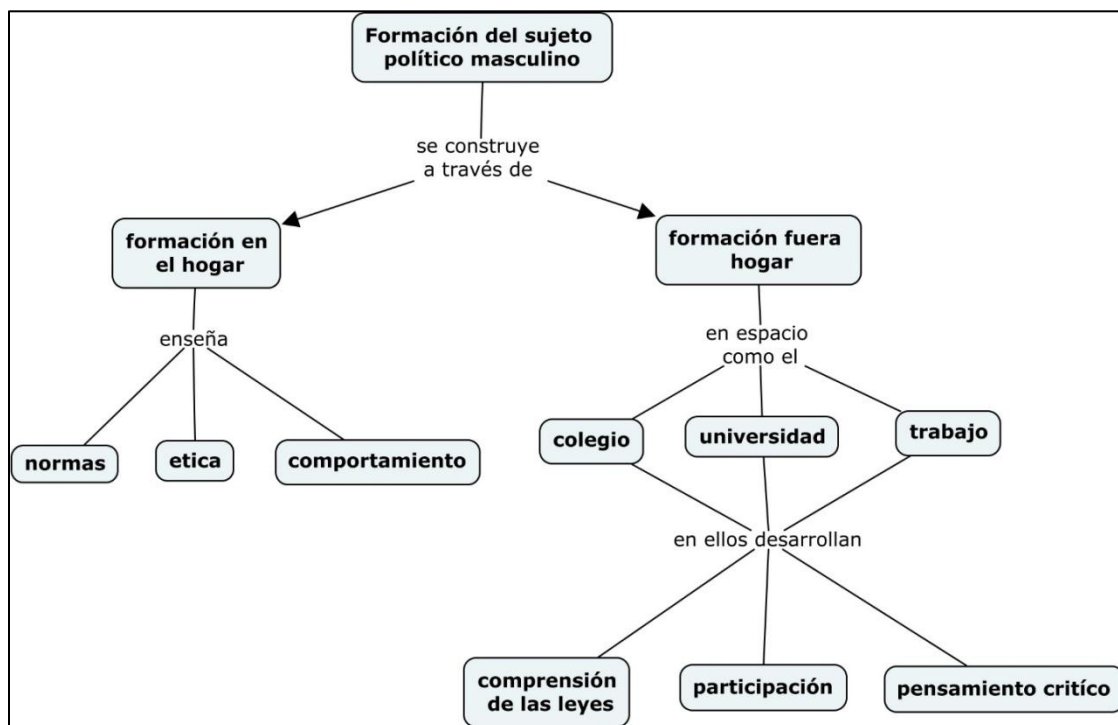 Formación del sujeto
político masculino
se construye
a través de
formación en
el hogar
formación fuera
hogar
enseña
en espacio
como el
normas
etica
comportamiento
colegio
universidad
trabajo
en ellos desarrollan
comprensión
de las leyes
participación
pensamiento critíco